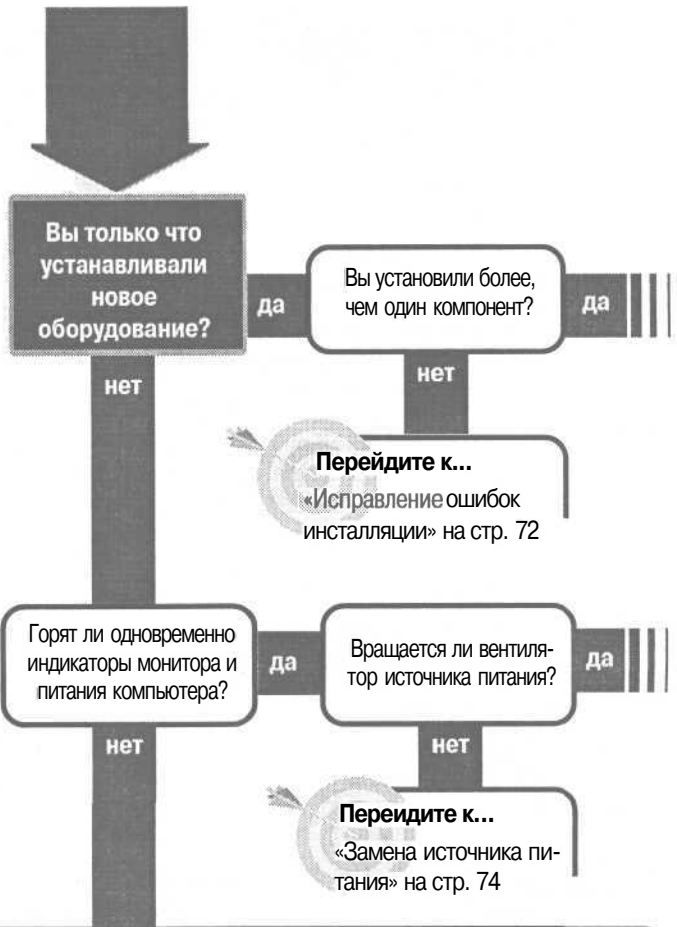 Вы только что
устанавливали
новое
оборудование?
да
Вы установили более,
чем один компонент?
да
нет
нет
Перейдите к...
«Исправление ошибок
инсталляции» на стр. 72
Горят ли одновременно
индикаторы монитора и
питания компьютера?
да
Вращается ли вентиля-
тор источника питания?
да
нет
нет
Переидите к...
«Замена источника пи-
тания» на стр. 74